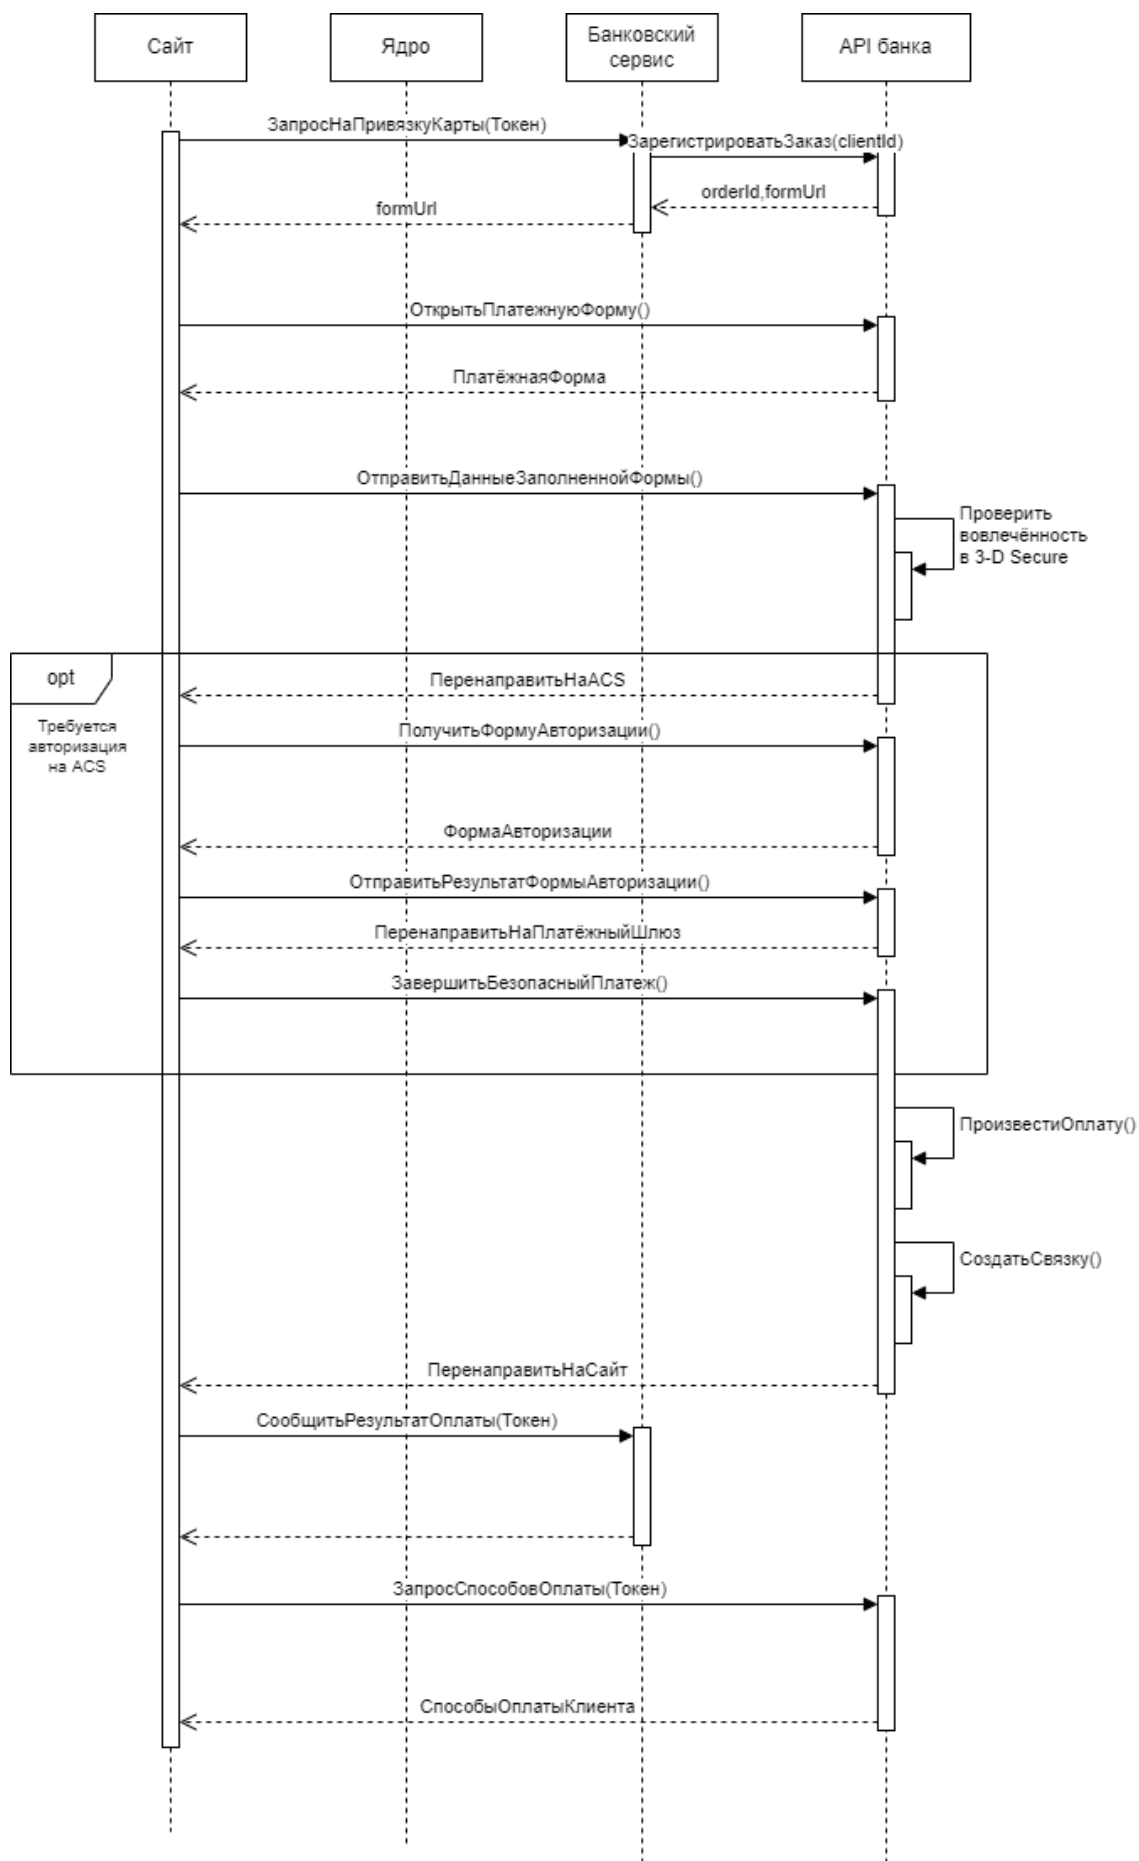 Сайт
Ядро
Банковский
сервис
API банка
ЗапросНаПривязкуКарты(Токен)
ЗарегистрироватьЗаказ(clientId)
orderId,formUrl
formUrl
ОткрытьПлатежнуюФорму()
ПлатёжнаяФорма
ОтправитьДанныеЗаполненнойФормы()
Проверить
вовлечённость
в 3-D Secure
opt
Требуется
авторизация
на ACS
ПеренаправитьНаACS
ПолучитьФормуАвторизации()
ФормаАвторизации
ОтправитьРезультатФормыАвторизации()
ПеренаправитьНаПлатёжныйШлюз
ЗавершитьБезопасныйПлатеж()
ПроизвестиОплату()
СоздатьСвязку()
ПеренаправитьНаСайт
СообщитьРезультатОплаты(Токен)
ЗапросСпособовОплаты(Токен)
СпособыОплатыКлиента